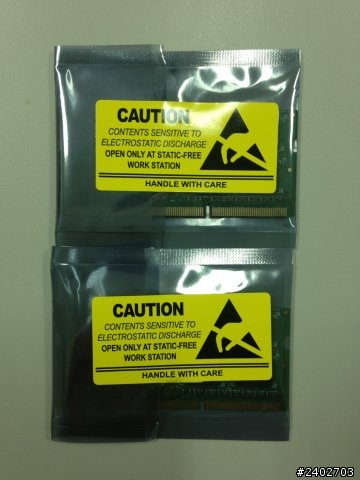 CAUTION
CONTENTS SENSITIVE TO
ELECTROSTATIC DISCHARGE
OPEN ONLY AT STATIC-FREE
WORK STATION
HANDLE WITH CARE
CAUTION
CONTENTS SENSITIVE TO
ELECTROSTATIC DISCHARGE
OPEN ONLY AT STATIC-FREE
WORK STATION
HANDLE WITH CARE
#2402703